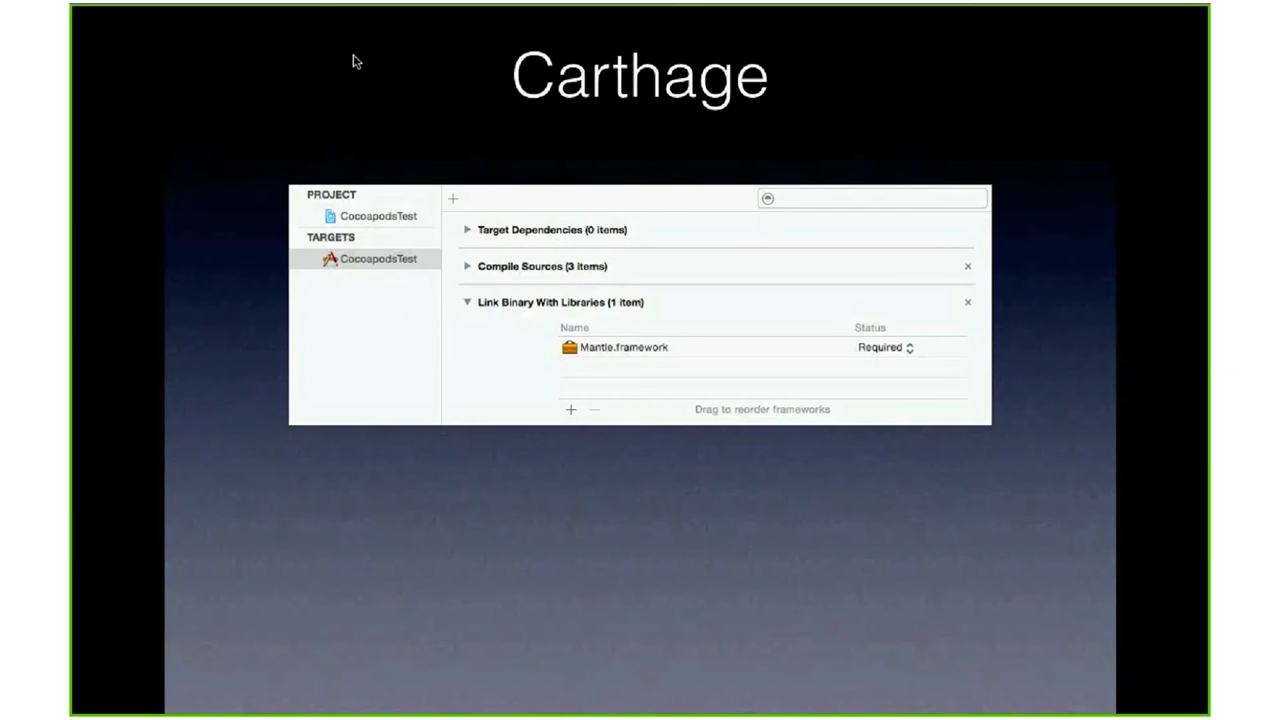 Carthage
PROJECT
CocoapodsTest
TARGETS
CocoapodsTest
Target Dependencies (0 items)
Compile Sources (3 items)
Link Binary With Libraries (1 item)
Name Status
Mantle.framework Required
Drag to reorder frameworks